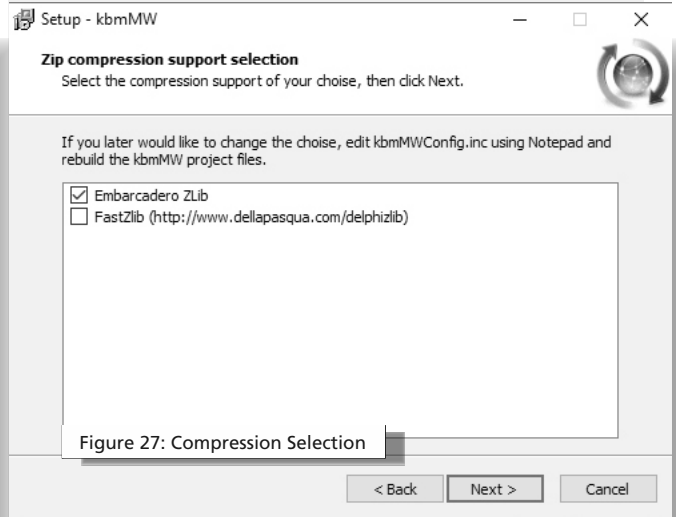 Setup - kbmMW
Zip compression support selection
Select the compression support of your choise, then click Next.
If you later would like to change the choise, edit kbmMWConfig.inc using Notepad and
rebuild the kbmMW project files.
Embarcadero ZLib
FastZlib (http://www.dellapasqua.com/delphizlib)
Figure 27: Compression Selection
< Back
Next >
Cancel